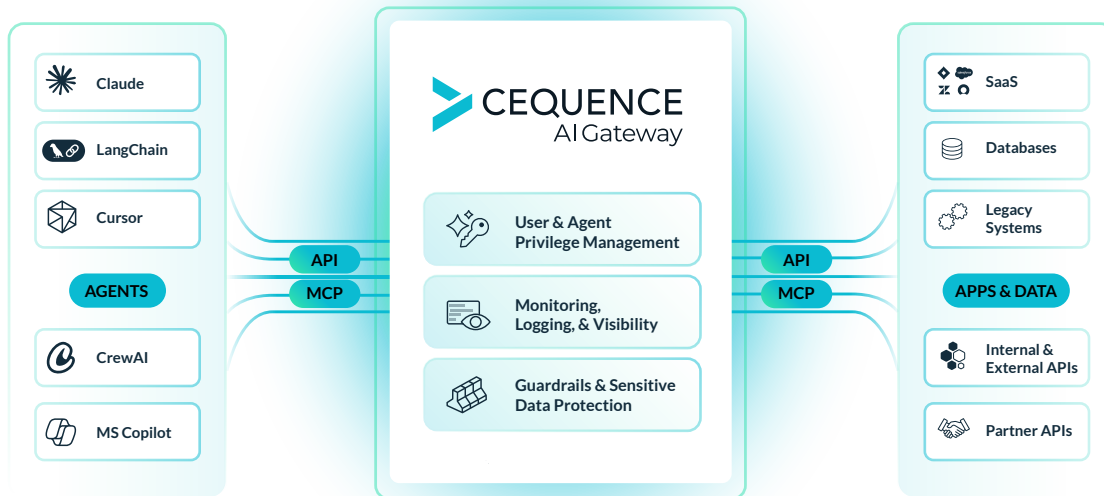 Claude
LangChain
Cursor
AGENTS
CrewAI
MS Copilot
API
MCP
CEQUENCE
AI Gateway
User & Agent
Privilege Management
Monitoring,
Logging, & Visibility
Guardrails & Sensitive
Data Protection
API
MCP
SaaS
Databases
Legacy
Systems
APPS & DATA
Internal &
External APIs
Partner APIs